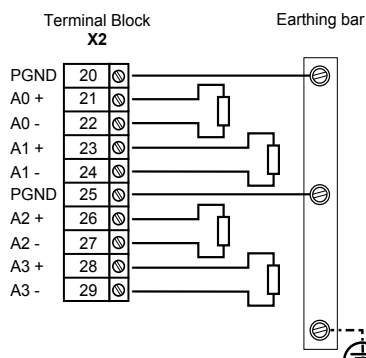 Terminal Block
X2
Earthing bar
PGND 20
A0 + 21
A0 - 22
A1 + 23
A1 - 24
PGND 25
A2 + 26
A2 - 27
A3 + 28
A3 - 29